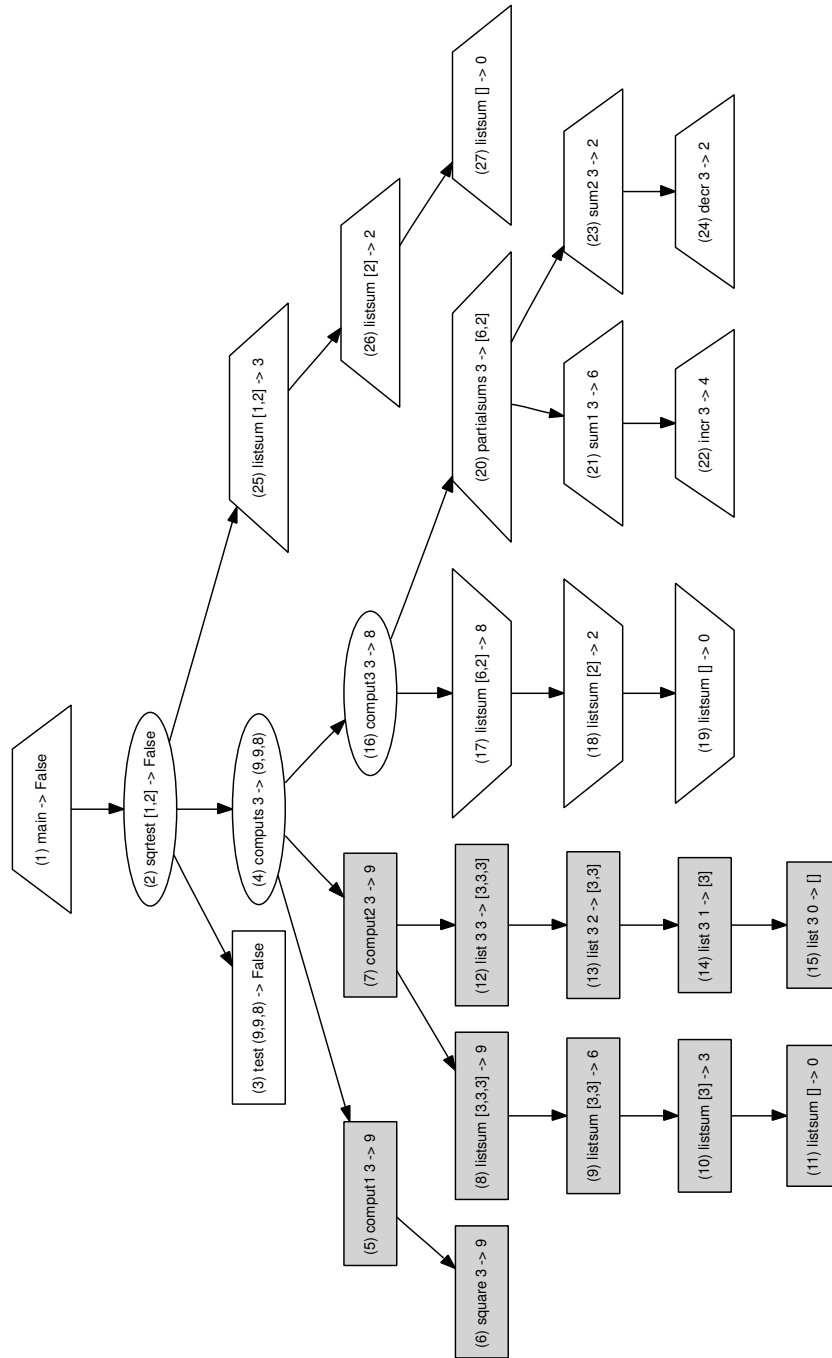 (1) main -> False
(2) sqrtest [1,2] -> False
(3) test (9,9,8) -> False
(4) computs 3 -> (9,9,8)
(5) comput1 3 -> 9
(6) square 3 -> 9
(7) comput2 3 -> 9
(8) listsum [3,3,3] -> 9
(9) listsum [3,3] -> 6
(10) listsum [3] -> 3
(11) listsum [] -> 0
(12) list 3 3 -> [3,3,3]
(13) list 3 2 -> [3,3]
(14) list 3 1 -> [3]
(15) list 3 0 -> []
(16) comput3 3 -> 8
(17) listsum [6,2] -> 8
(18) listsum [2] -> 2
(19) listsum [] -> 0
(20) partialsums 3 -> [6,2]
(21) sum1 3 -> 6
(22) incr 3 -> 4
(23) sum2 3 -> 2
(24) decr 3 -> 2
(25) listsum [1,2] -> 3
(26) listsum [2] -> 2
(27) listsum [] -> 0